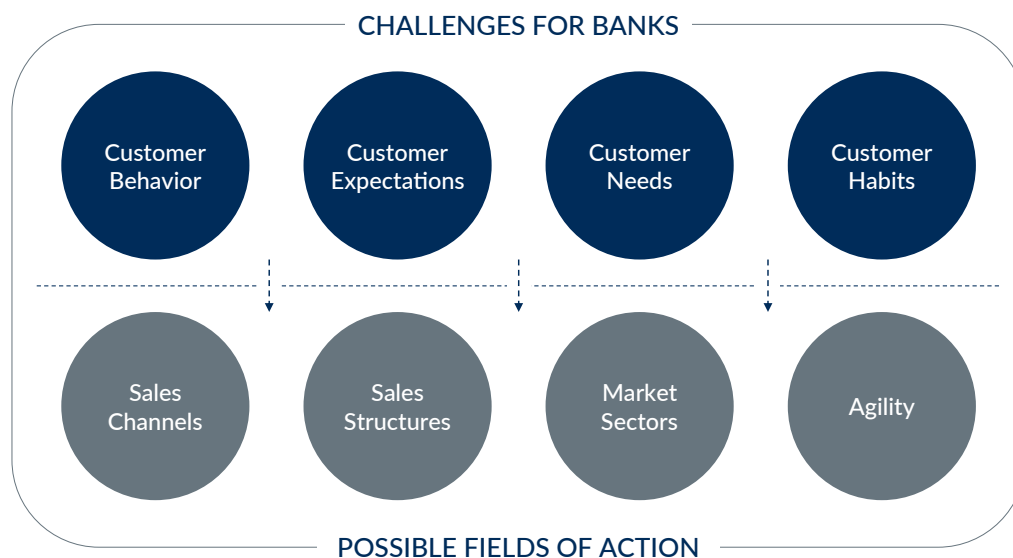 CHALLENGES FOR BANKS
Customer
Behavior
Customer
Expectations
Customer
Needs
Customer
Habits
Sales
Channels
Sales
Structures
Market
Sectors
Agility
POSSIBLE FIELDS OF ACTION